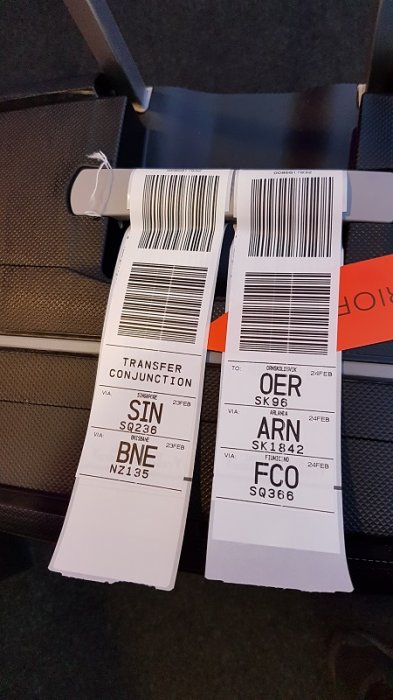 TRANSFER
CONJUNCTION
SINGAPORE
VIA: SIN 23FEB
SQ236
BRISBANE
VIA: BNE 23FEB
NZ135
ORNSKOLDSVIK
TO: OER 24FEB
SK96
ARLANDA
VIA: ARN 24FEB
SK1842
FIUMICINO
VIA: FCO 24FEB
SQ366
RIOR